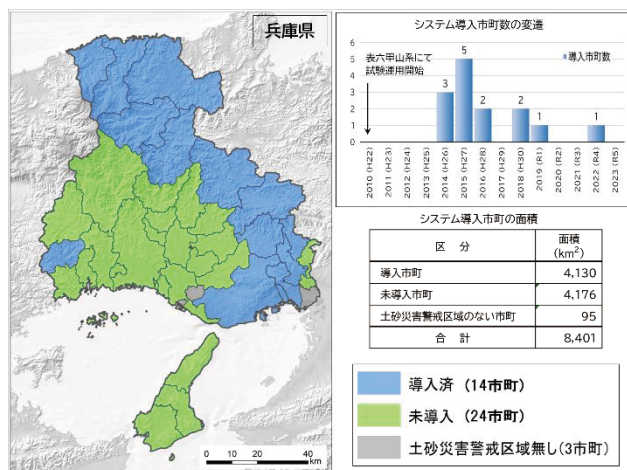 兵庫県
0 10 20 40
km
システム導入市町数の変遷
表六甲山系にて
試験運用開始
導入市町数
6
5
4
3
2
1
0
3
5
2
2
1
1
2010 (H22)
2011 (H23)
2012 (H24)
2013 (H25)
2014 (H26)
2015 (H27)
2016 (H28)
2017 (H29)
2018 (H30)
2019 (R1)
2020 (R2)
2021 (R3)
2022 (R4)
2023 (R5)
システム導入市町の面積
区 分 面積
(km²)
導入市町 4,130
未導入市町 4,176
土砂災害警戒区域のない市町 95
合 計 8,401
導入済 (14市町)
未導入 (24市町)
土砂災害警戒区域無し(3市町)